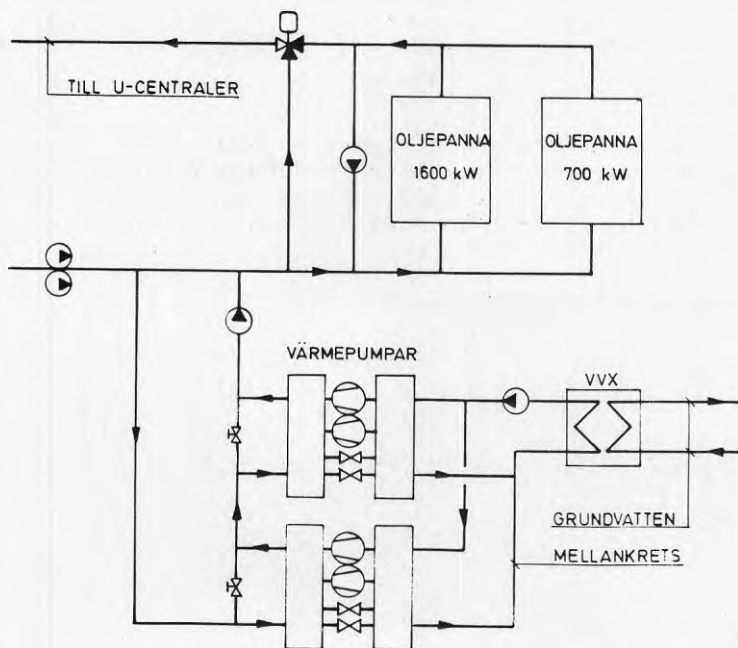 TILL U-CENTRALER
OLJEPANNA
1600 kW
OLJEPANNA
700 kW
VÄRMEPUMPAR
VVX
GRUNDVATTEN
MELLANKRETS